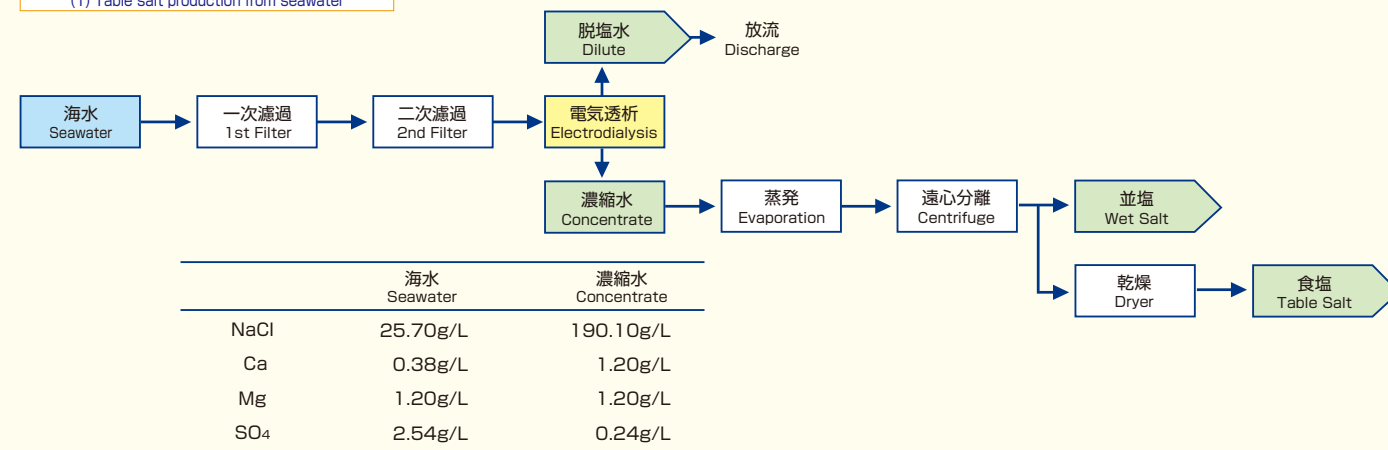 (1) Table salt production from seawater
脱塩水
Dilute
放流
Discharge
海水
Seawater
一次濾過
1st Filter
二次濾過
2nd Filter
電気透析
Electrodialysis
濃縮水
Concentrate
蒸発
Evaporation
遠心分離
Centrifuge
並塩
Wet Salt
乾燥
Dryer
食塩
Table Salt
海水 濃縮水
Seawater Concentrate
NaCl 25.70g/L 190.10g/L
Ca 0.38g/L 1.20g/L
Mg 1.20g/L 1.20g/L
SO4 2.54g/L 0.24g/L